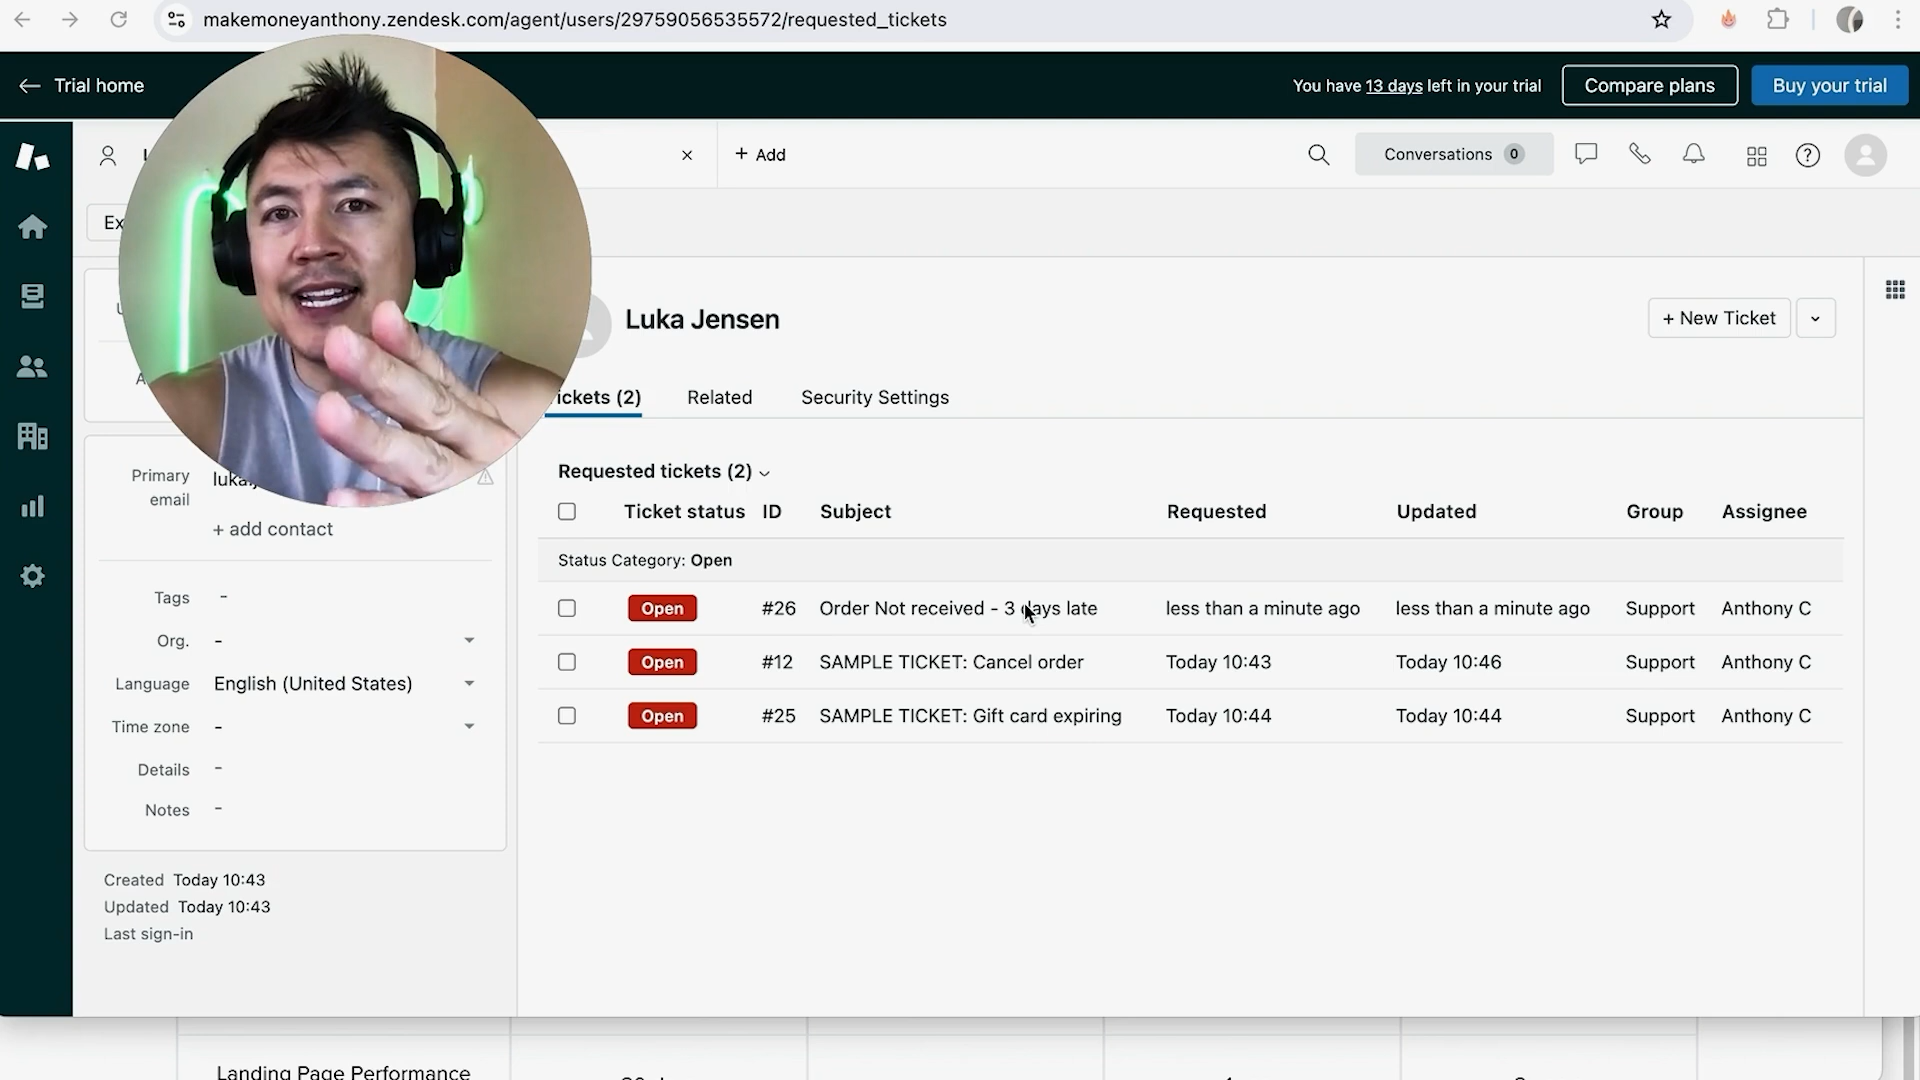 makemoneyanthony.zendesk.com/agent/users/29759056535572/requested_tickets
Trial home
You have 13 days left in your trial
Compare plans
Buy your trial
+ Add
Conversations 0
Ex
Luka Jensen
+ New Ticket
ickets (2)
Related
Security Settings
Primary email
luka.
+ add contact
Tags -
Org. -
Language English (United States)
Time zone -
Details -
Notes -
Created Today 10:43
Updated Today 10:43
Last sign-in
Requested tickets (2)
Ticket status ID Subject Requested Updated Group Assignee
Status Category: Open
Open #26 Order Not received - 3 days late less than a minute ago less than a minute ago Support Anthony C
Open #12 SAMPLE TICKET: Cancel order Today 10:43 Today 10:46 Support Anthony C
Open #25 SAMPLE TICKET: Gift card expiring Today 10:44 Today 10:44 Support Anthony C
Landing Page Performance